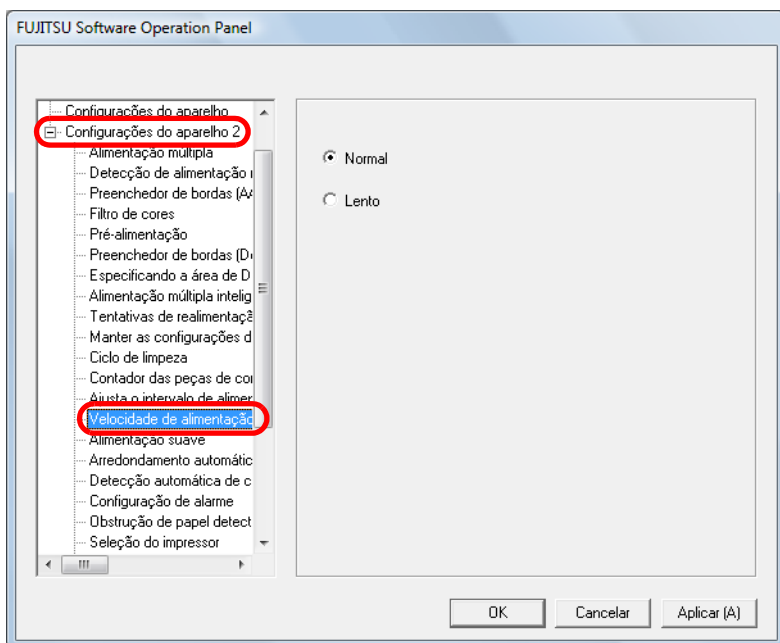 FUJITSU Software Operation Panel
Configurações do aparelho
Configurações do aparelho 2
Alimentação múltipla
Detecção de alimentação
Preenchedor de bordas
Filtro de cores
Pré-alimentação
Preenchedor de bordas
Especificando a área de D
Alimentação múltipla intelig
Tentativas de realimentaçã
Manter as configurações d
Ciclo de limpeza
Contador das peças de cor
Ajusta o intervalo de alimer
Velocidade de alimentação
Alimentação suave
Arredondamento automátic
Detecção automática de c
Configuração de alarme
Obstrução de papel detect
Seleção do impressor
Normal
Lento
OK
Cancelar
Aplicar (A)